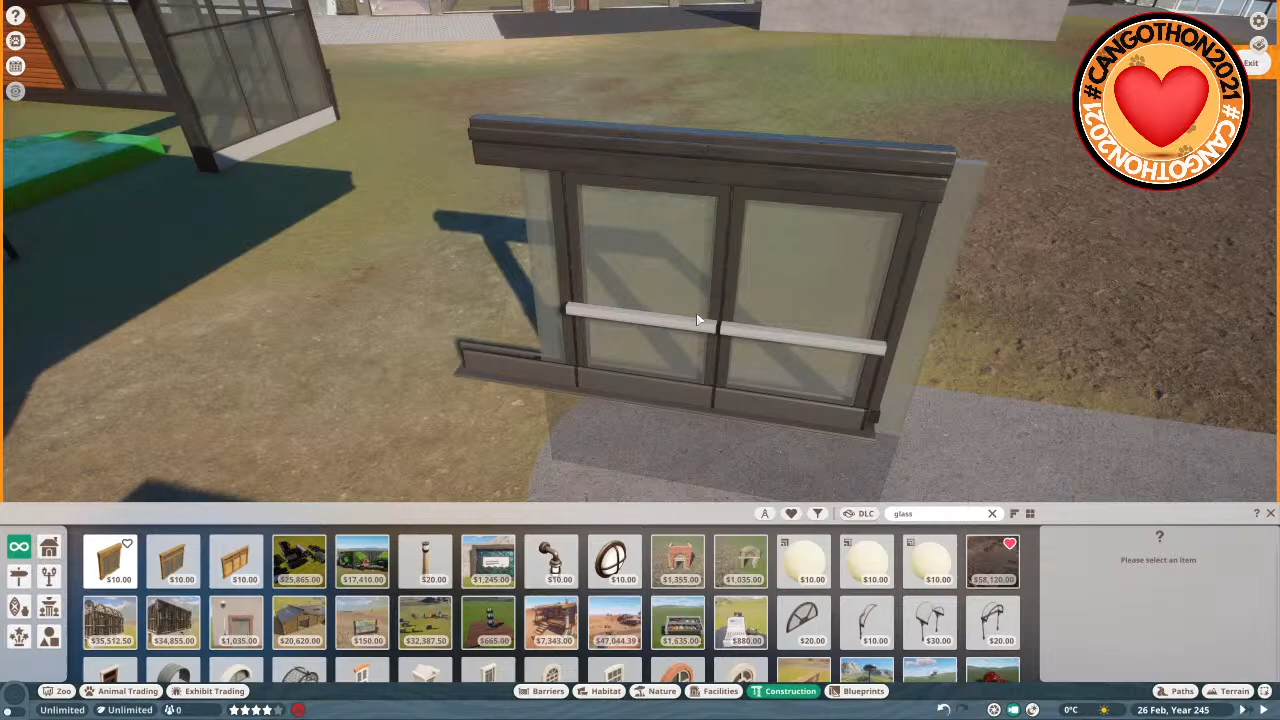 ?
#CANGOTHON2021
#CANGOTHON2021
Exit
A
DLC
glass
?
$10.00
$10.00
$10.00
$25,865.00
$17,410.00
$20.00
$1,245.00
$10.00
$10.00
$1,355.00
$1,035.00
$10.00
$10.00
$10.00
$58,120.00
?
Please select an item
$35,512.50
$34,855.00
$1,035.00
$20,620.00
$150.00
$32,387.50
$665.00
$7,343.00
$47,044.39
$1,635.00
$880.00
$20.00
$10.00
$30.00
$20.00
Zoo
Animal Trading
Exhibit Trading
Barriers
Habitat
Nature
Facilities
Construction
Blueprints
Paths
Terrain
Unlimited
Unlimited
0
0°C
26 Feb, Year 245